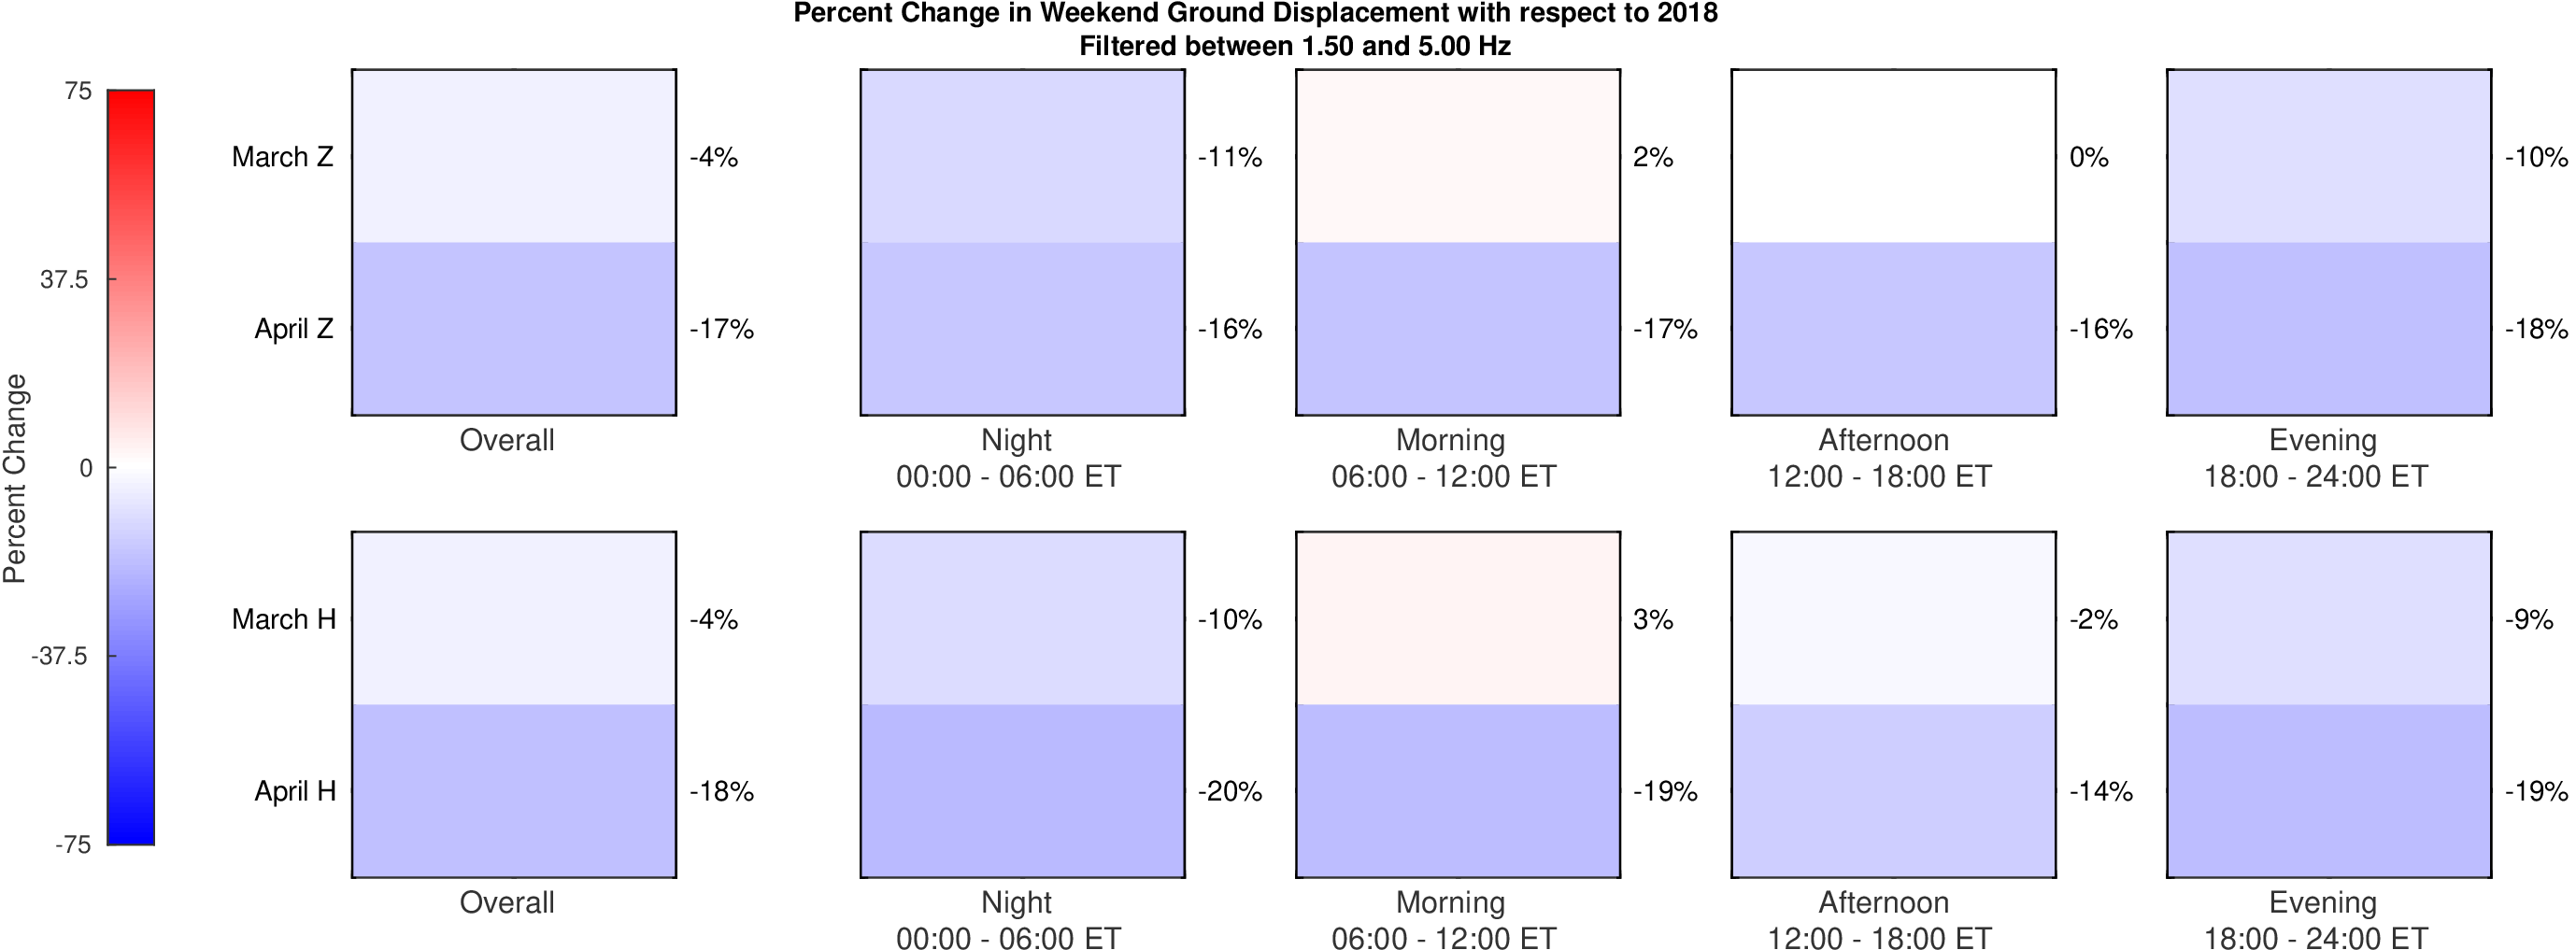 Percent Change in Weekend Ground Displacement with respect to 2018
Filtered between 1.50 and 5.00 Hz
75
37.5
0
-37.5
-75
Percent Change
March Z
April Z
-4%
-17%
Overall
-11%
-16%
Night
00:00 - 06:00 ET
2%
-17%
Morning
06:00 - 12:00 ET
0%
-16%
Afternoon
12:00 - 18:00 ET
-10%
-18%
Evening
18:00 - 24:00 ET
March H
April H
-4%
-18%
Overall
-10%
-20%
Night
00:00 - 06:00 ET
3%
-19%
Morning
06:00 - 12:00 ET
-2%
-14%
Afternoon
12:00 - 18:00 ET
-9%
-19%
Evening
18:00 - 24:00 ET